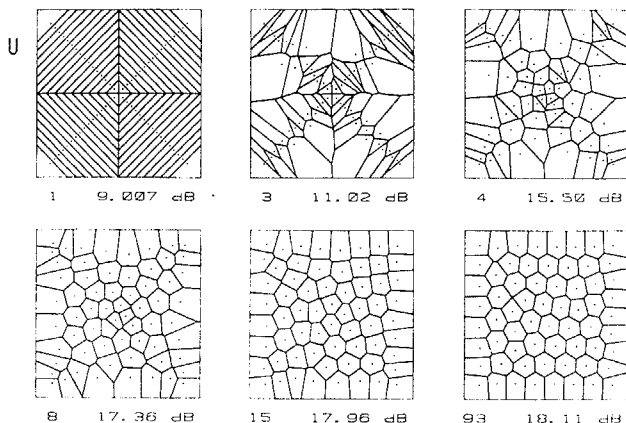 U
1 9.007 dB
3 11.02 dB
4 15.50 dB
8 17.36 dB
15 17.96 dB
93 18.11 dB